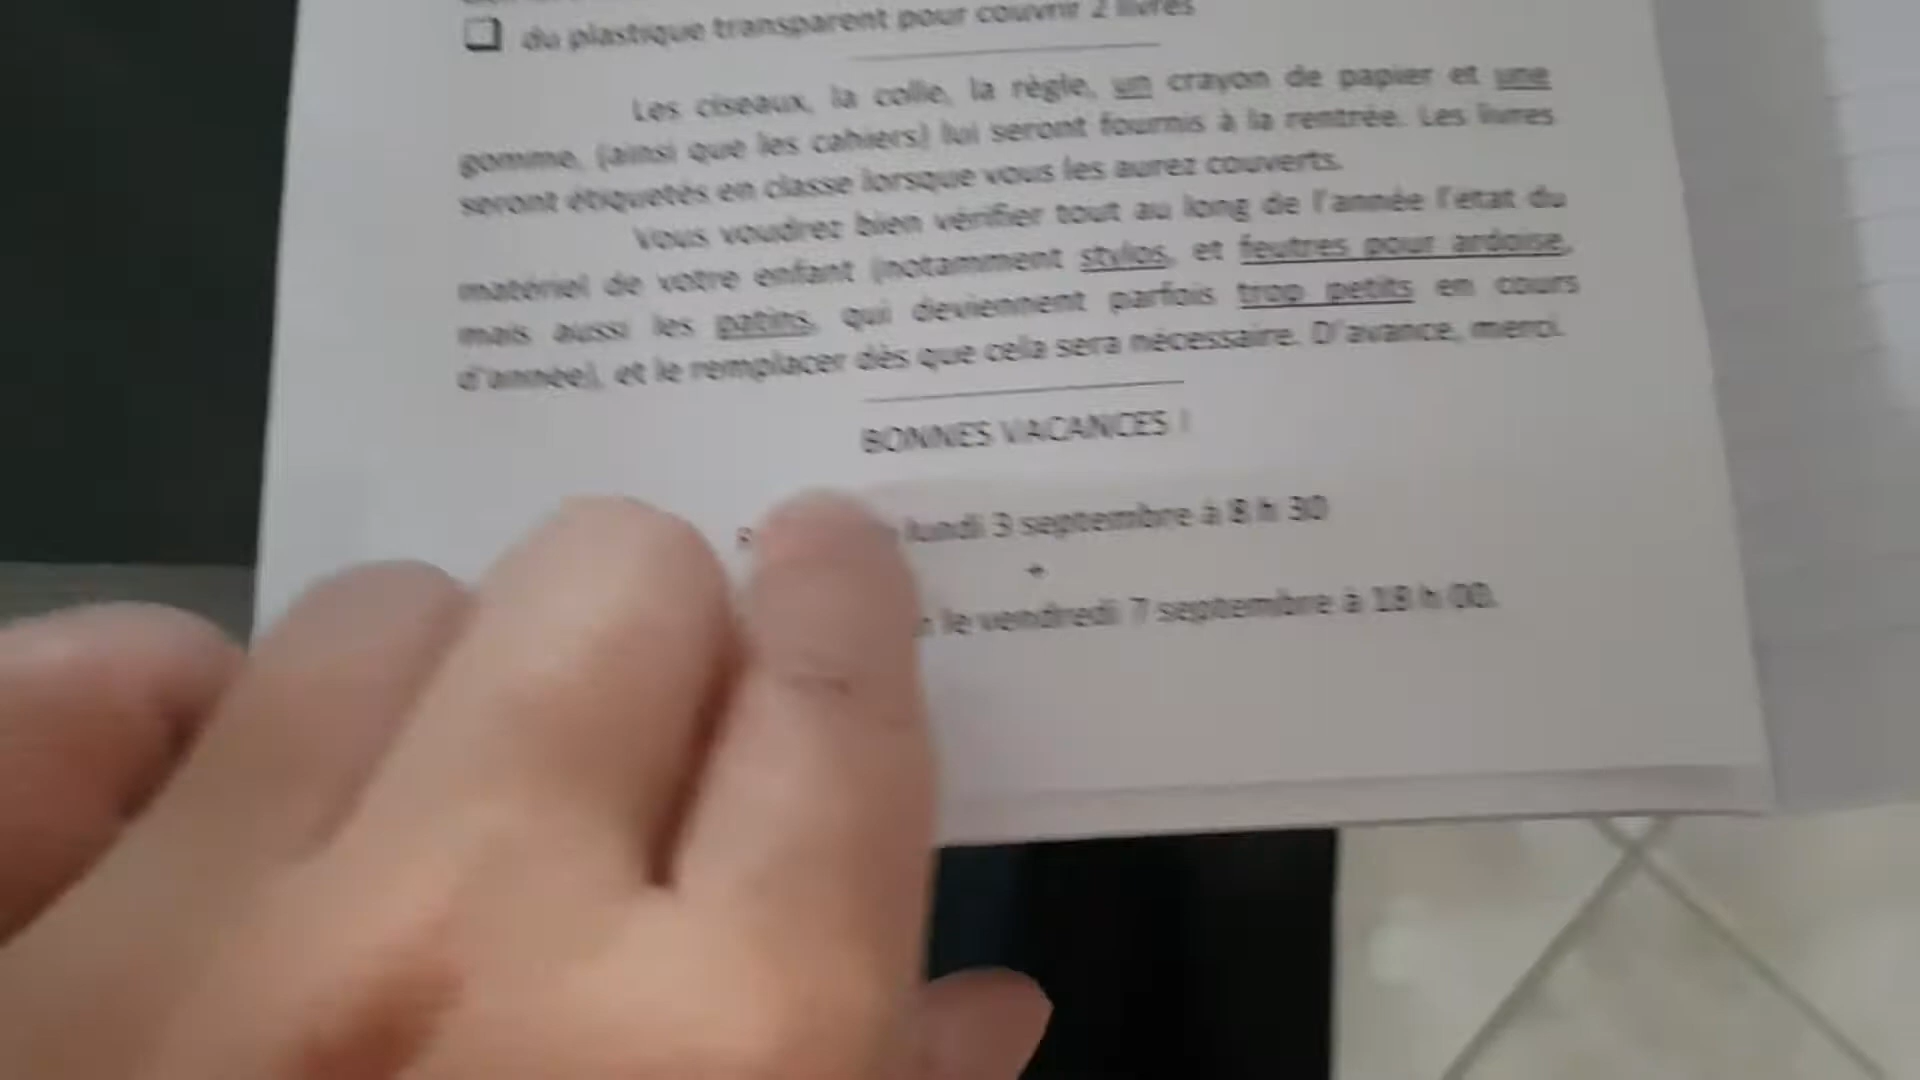 du plastique transparent pour couvrir 2 livres
Les ciseaux, la colle, la règle, un crayon de papier et une
gomme, (ainsi que les cahiers) lui seront fournis à la rentrée. Les livres
seront étiquetés en classe lorsque vous les aurez couverts.
Vous voudrez bien vérifier tout au long de l'année l'état du
matériel de votre enfant (notamment stylos, et feutres pour ardoise,
mais aussi les patins, qui deviennent parfois trop petits en cours
d'année), et le remplacer dès que cela sera nécessaire. D'avance, merci.
BONNES VACANCES !
lundi 3 septembre à 8 h 30
+
le vendredi 7 septembre à 18 h 00.